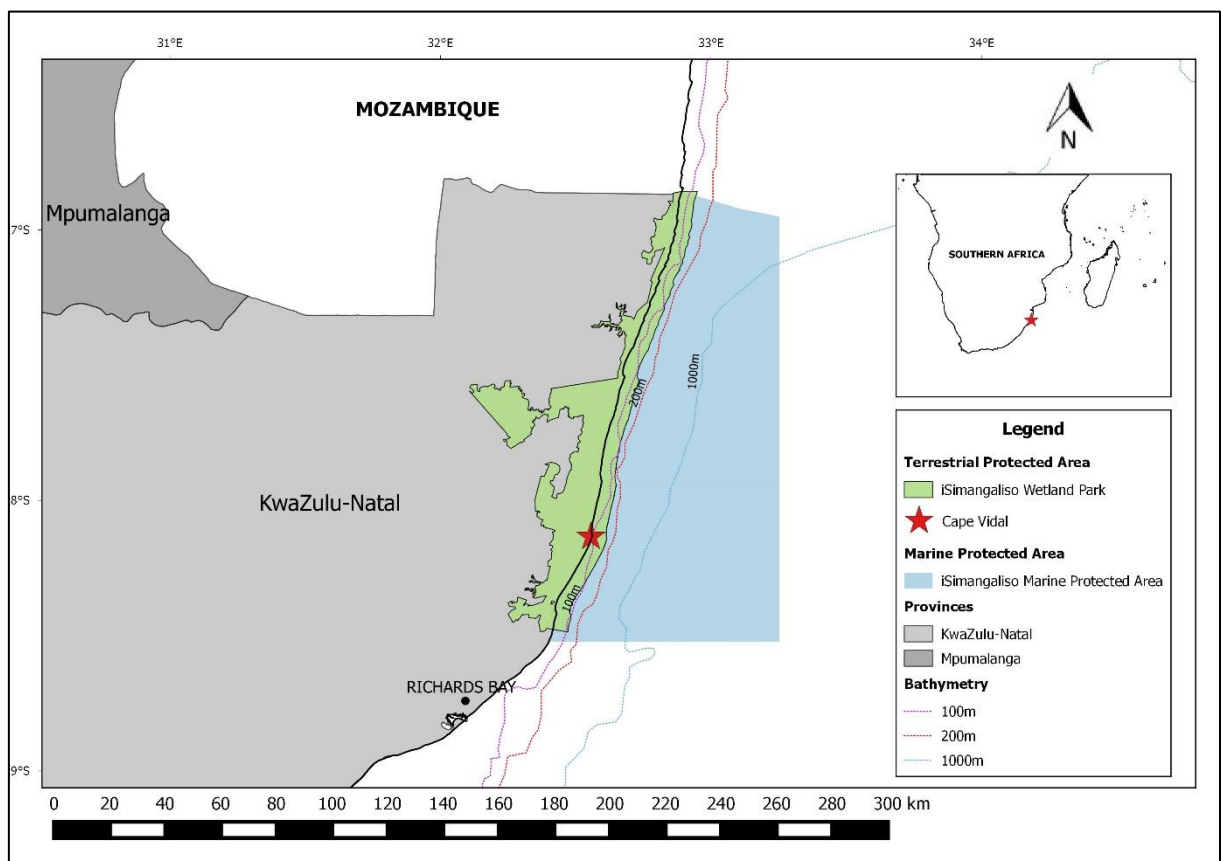 31°E
32°E
33°E
34°E
MOZAMBIQUE
N
Mpumalanga
7°S
SOUTHERN AFRICA
200m
1000m
KwaZulu-Natal
8°S
100m
RICHARDS BAY
9°S
Legend
Terrestrial Protected Area
iSimangaliso Wetland Park
Cape Vidal
Marine Protected Area
iSimangaliso Marine Protected Area
Provinces
KwaZulu-Natal
Mpumalanga
Bathymetry
100m
200m
1000m
0 20 40 60 80 100 120 140 160 180 200 220 240 260 280 300 km